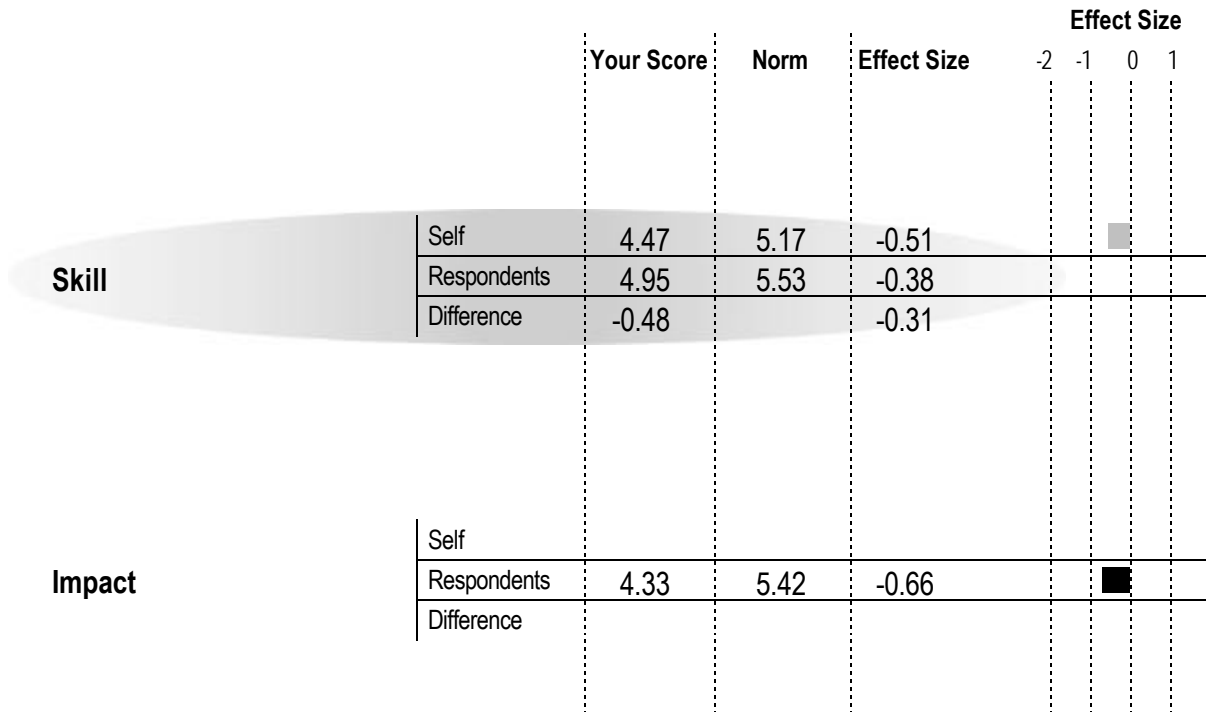 Effect Size
Your Score Norm Effect Size -2 -1 0 1
Self 4.47 5.17 -0.51
Skill Respondents 4.95 5.53 -0.38
Difference -0.48 -0.31
Self
Impact Respondents 4.33 5.42 -0.66
Difference